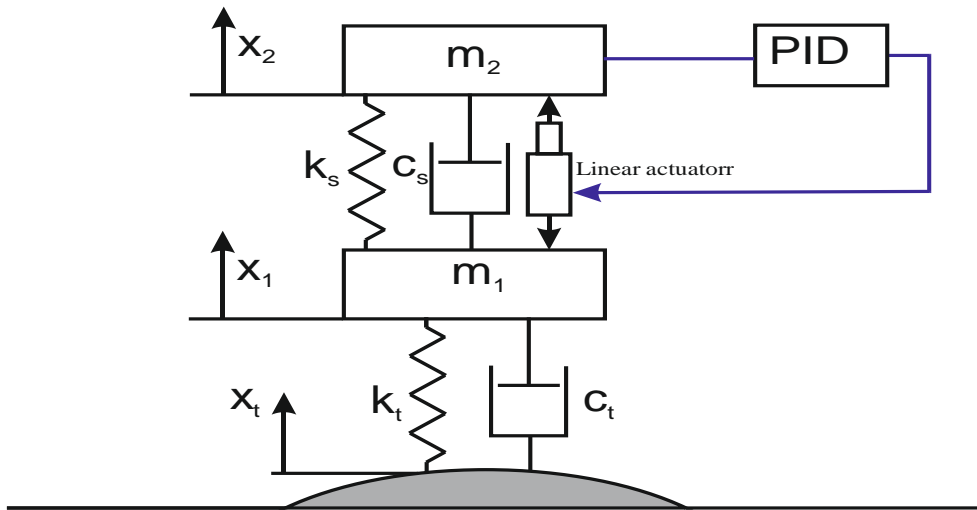 x₂
m₂
PID
kₛ
cₛ
Linear actuatorr
x₁
m₁
xₜ
kₜ
cₜ